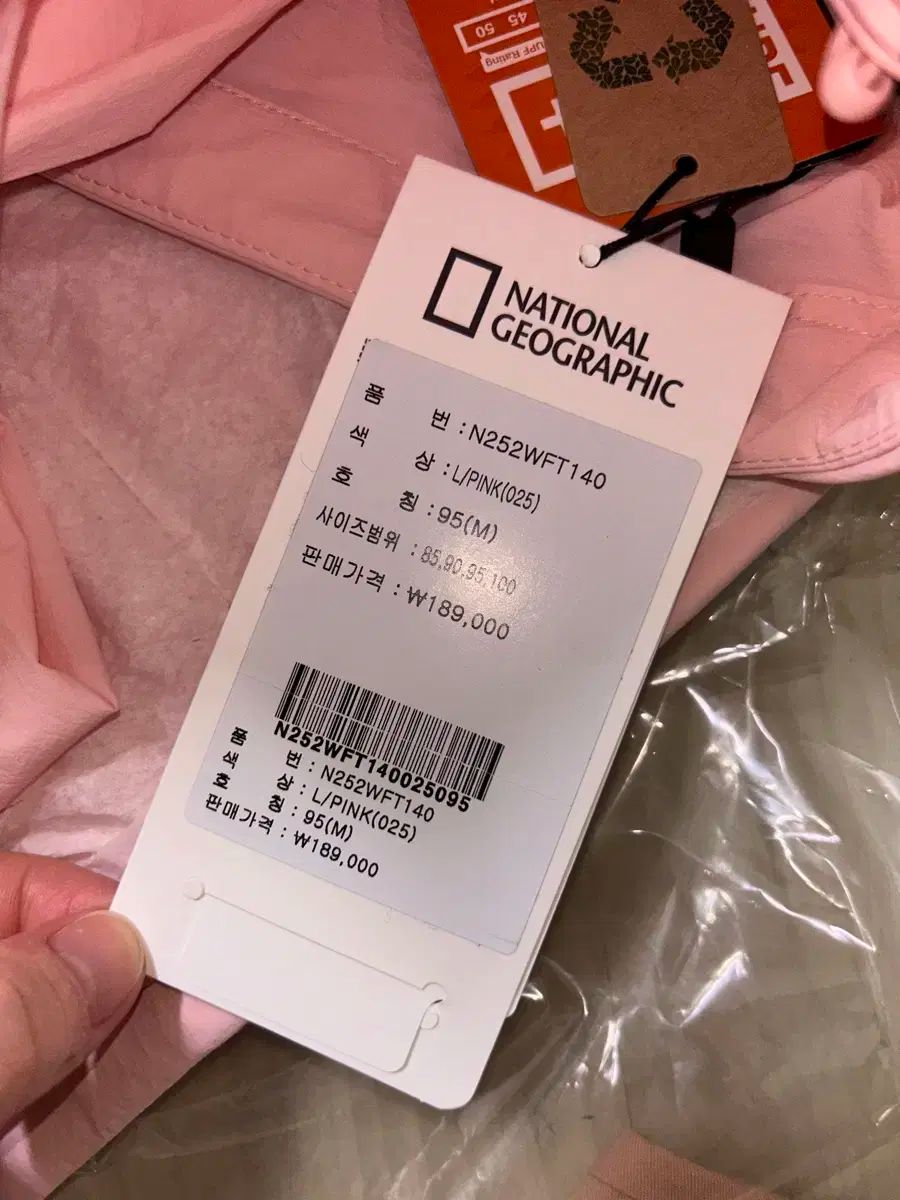 45 50
UPF Rating
NATIONAL
GEOGRAPHIC
품 번 : N252WFT140
색 상 : L/PINK(025)
호 칭 : 95(M)
사이즈범위 : 85,90,95,100
판매가격 : ₩189,000
N252WFT140025095
품 번 : N252WFT140
색 상 : L/PINK(025)
호 칭 : 95(M)
판매가격 : ₩189,000